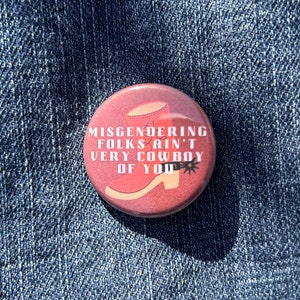 MISGENDERING
FOLKS AIN'T
VERY COWBOY
OF YOU